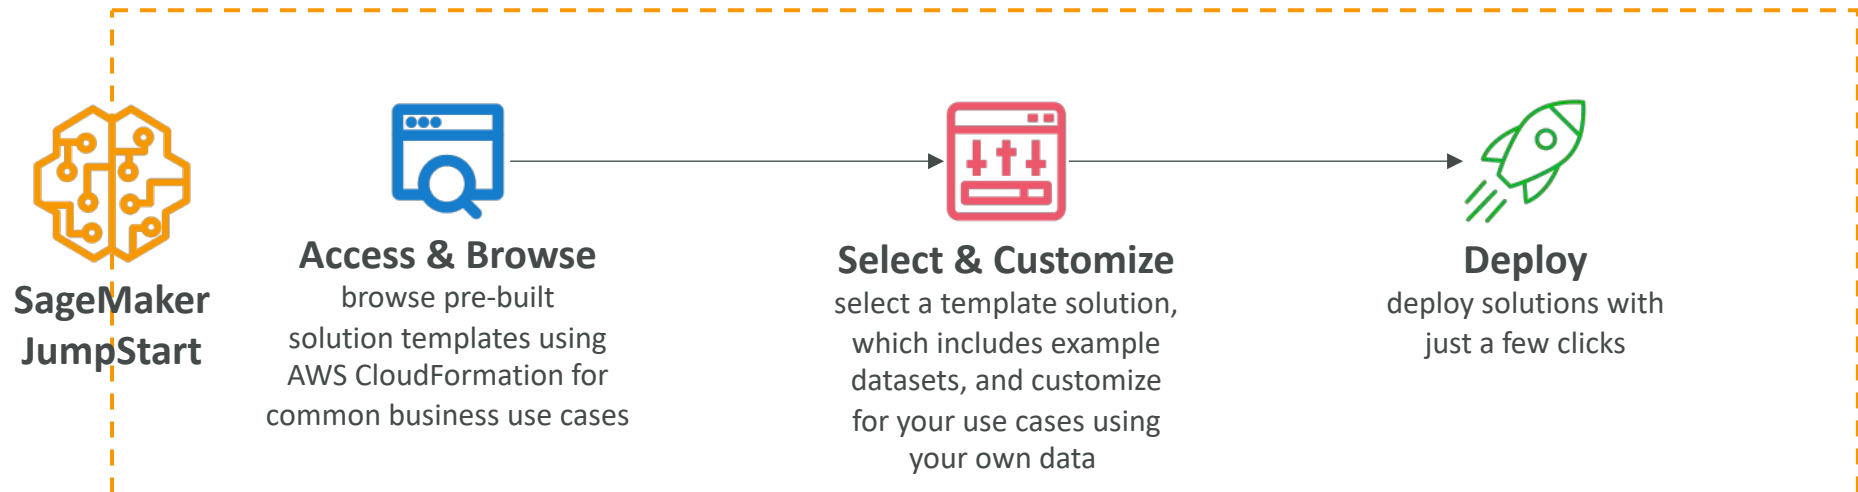 SageMaker
JumpStart
Access & Browse
browse pre-built
solution templates using
AWS CloudFormation for
common business use cases
Select & Customize
select a template solution,
which includes example
datasets, and customize
for your use cases using
your own data
Deploy
deploy solutions with
just a few clicks